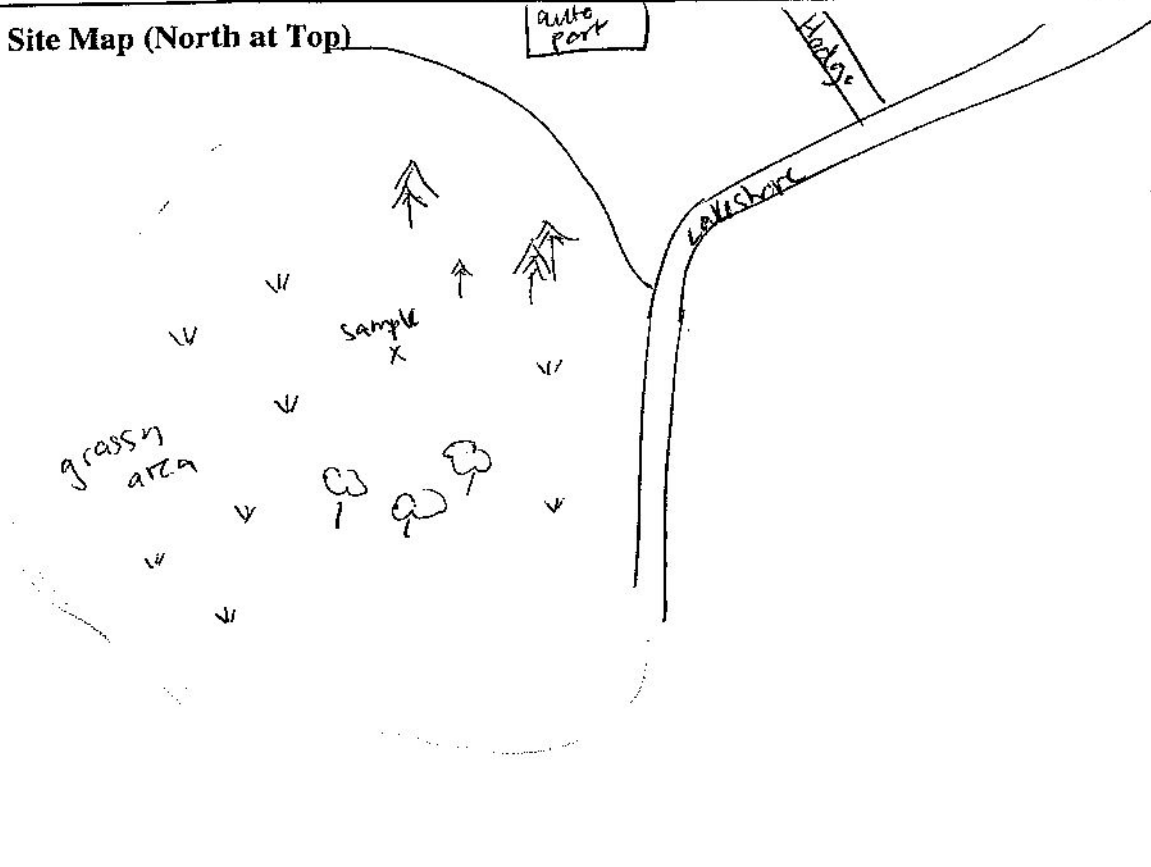 Site Map (North at Top)
auto
part
Hodge
Lakeshore
sample
x
grassy
area